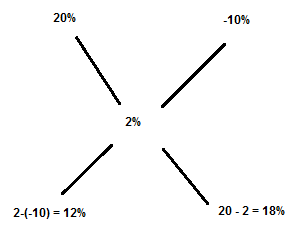 20%
-10%
2%
2-(-10) = 12%
20 - 2 = 18%